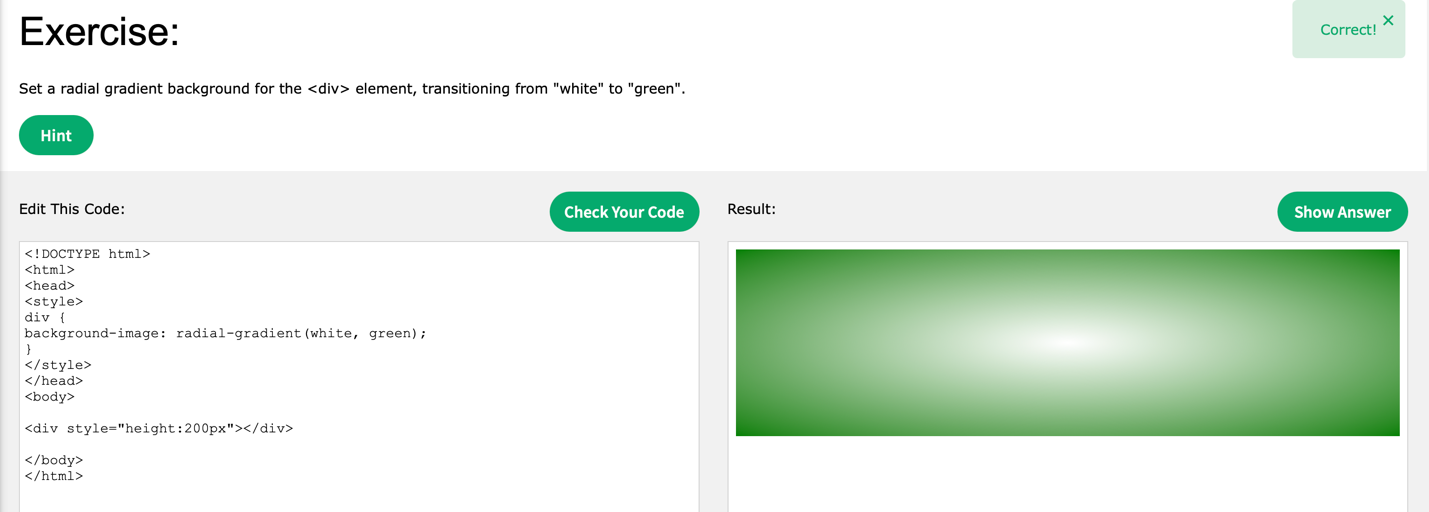 Exercise:
Correct!
×
Set a radial gradient background for the <div> element, transitioning from "white" to "green".
Hint
Edit This Code:
Check Your Code
<!DOCTYPE html>
<html>
<head>
<style>
div {
background-image: radial-gradient(white, green);
}
</style>
</head>
<body>
<div style="height:200px"></div>
</body>
</html>
Result:
Show Answer